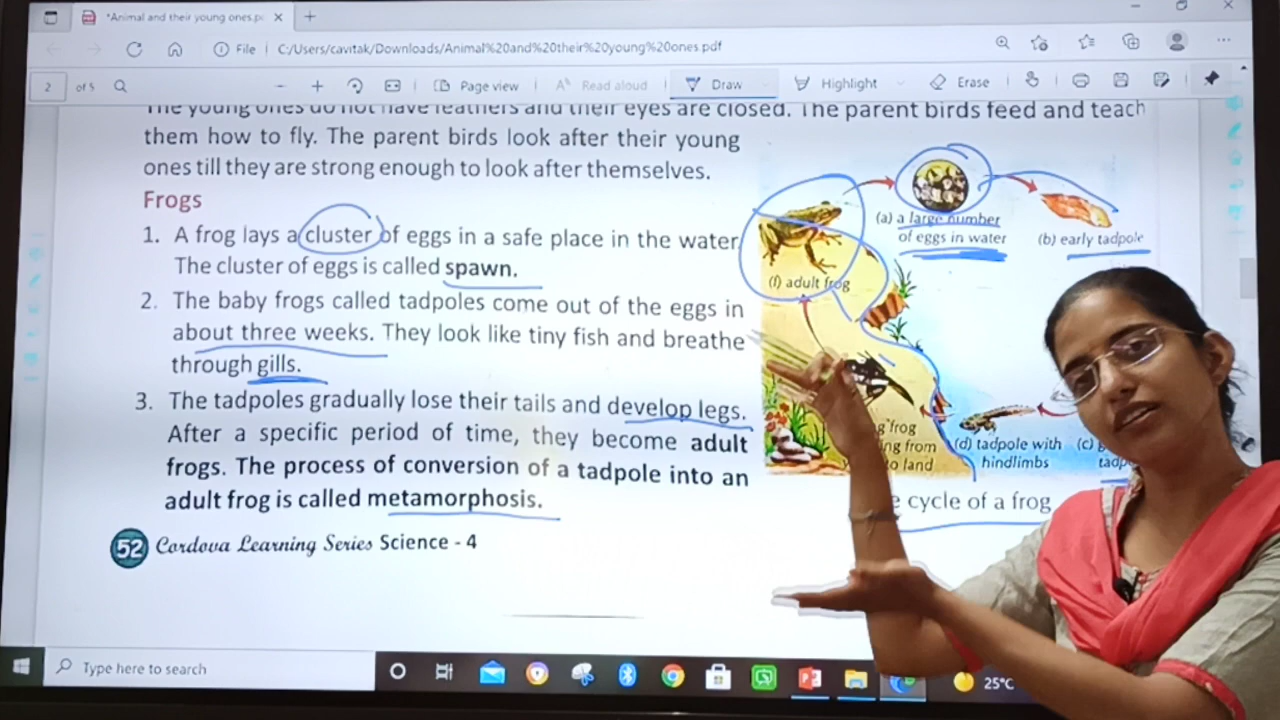 *Animal and their young ones.p
File
C:/Users/cavitak/Downloads/Animal%20and%20their%20young%20ones.pdf
2 of 5
Page view
Read aloud
Draw
Highlight
Erase
The young ones do not have feathers and their eyes are closed. The parent birds feed and teach
them how to fly. The parent birds look after their young
ones till they are strong enough to look after themselves.
Frogs
1. A frog lays a cluster of eggs in a safe place in the water
The cluster of eggs is called spawn.
2. The baby frogs called tadpoles come out of the eggs in
about three weeks. They look like tiny fish and breathe
through gills.
3. The tadpoles gradually lose their tails and develop legs.
After a specific period of time, they become adult
frogs. The process of conversion of a tadpole into an
adult frog is called metamorphosis.
52 Cordova Learning Series Science - 4
(a) a large number
of eggs in water
(b) early tadpole
(f) adult frog
g frog
ng from
o land
(d) tadpole with
hindlimbs
(c)
tadp
cycle of a frog
Type here to search
25°C